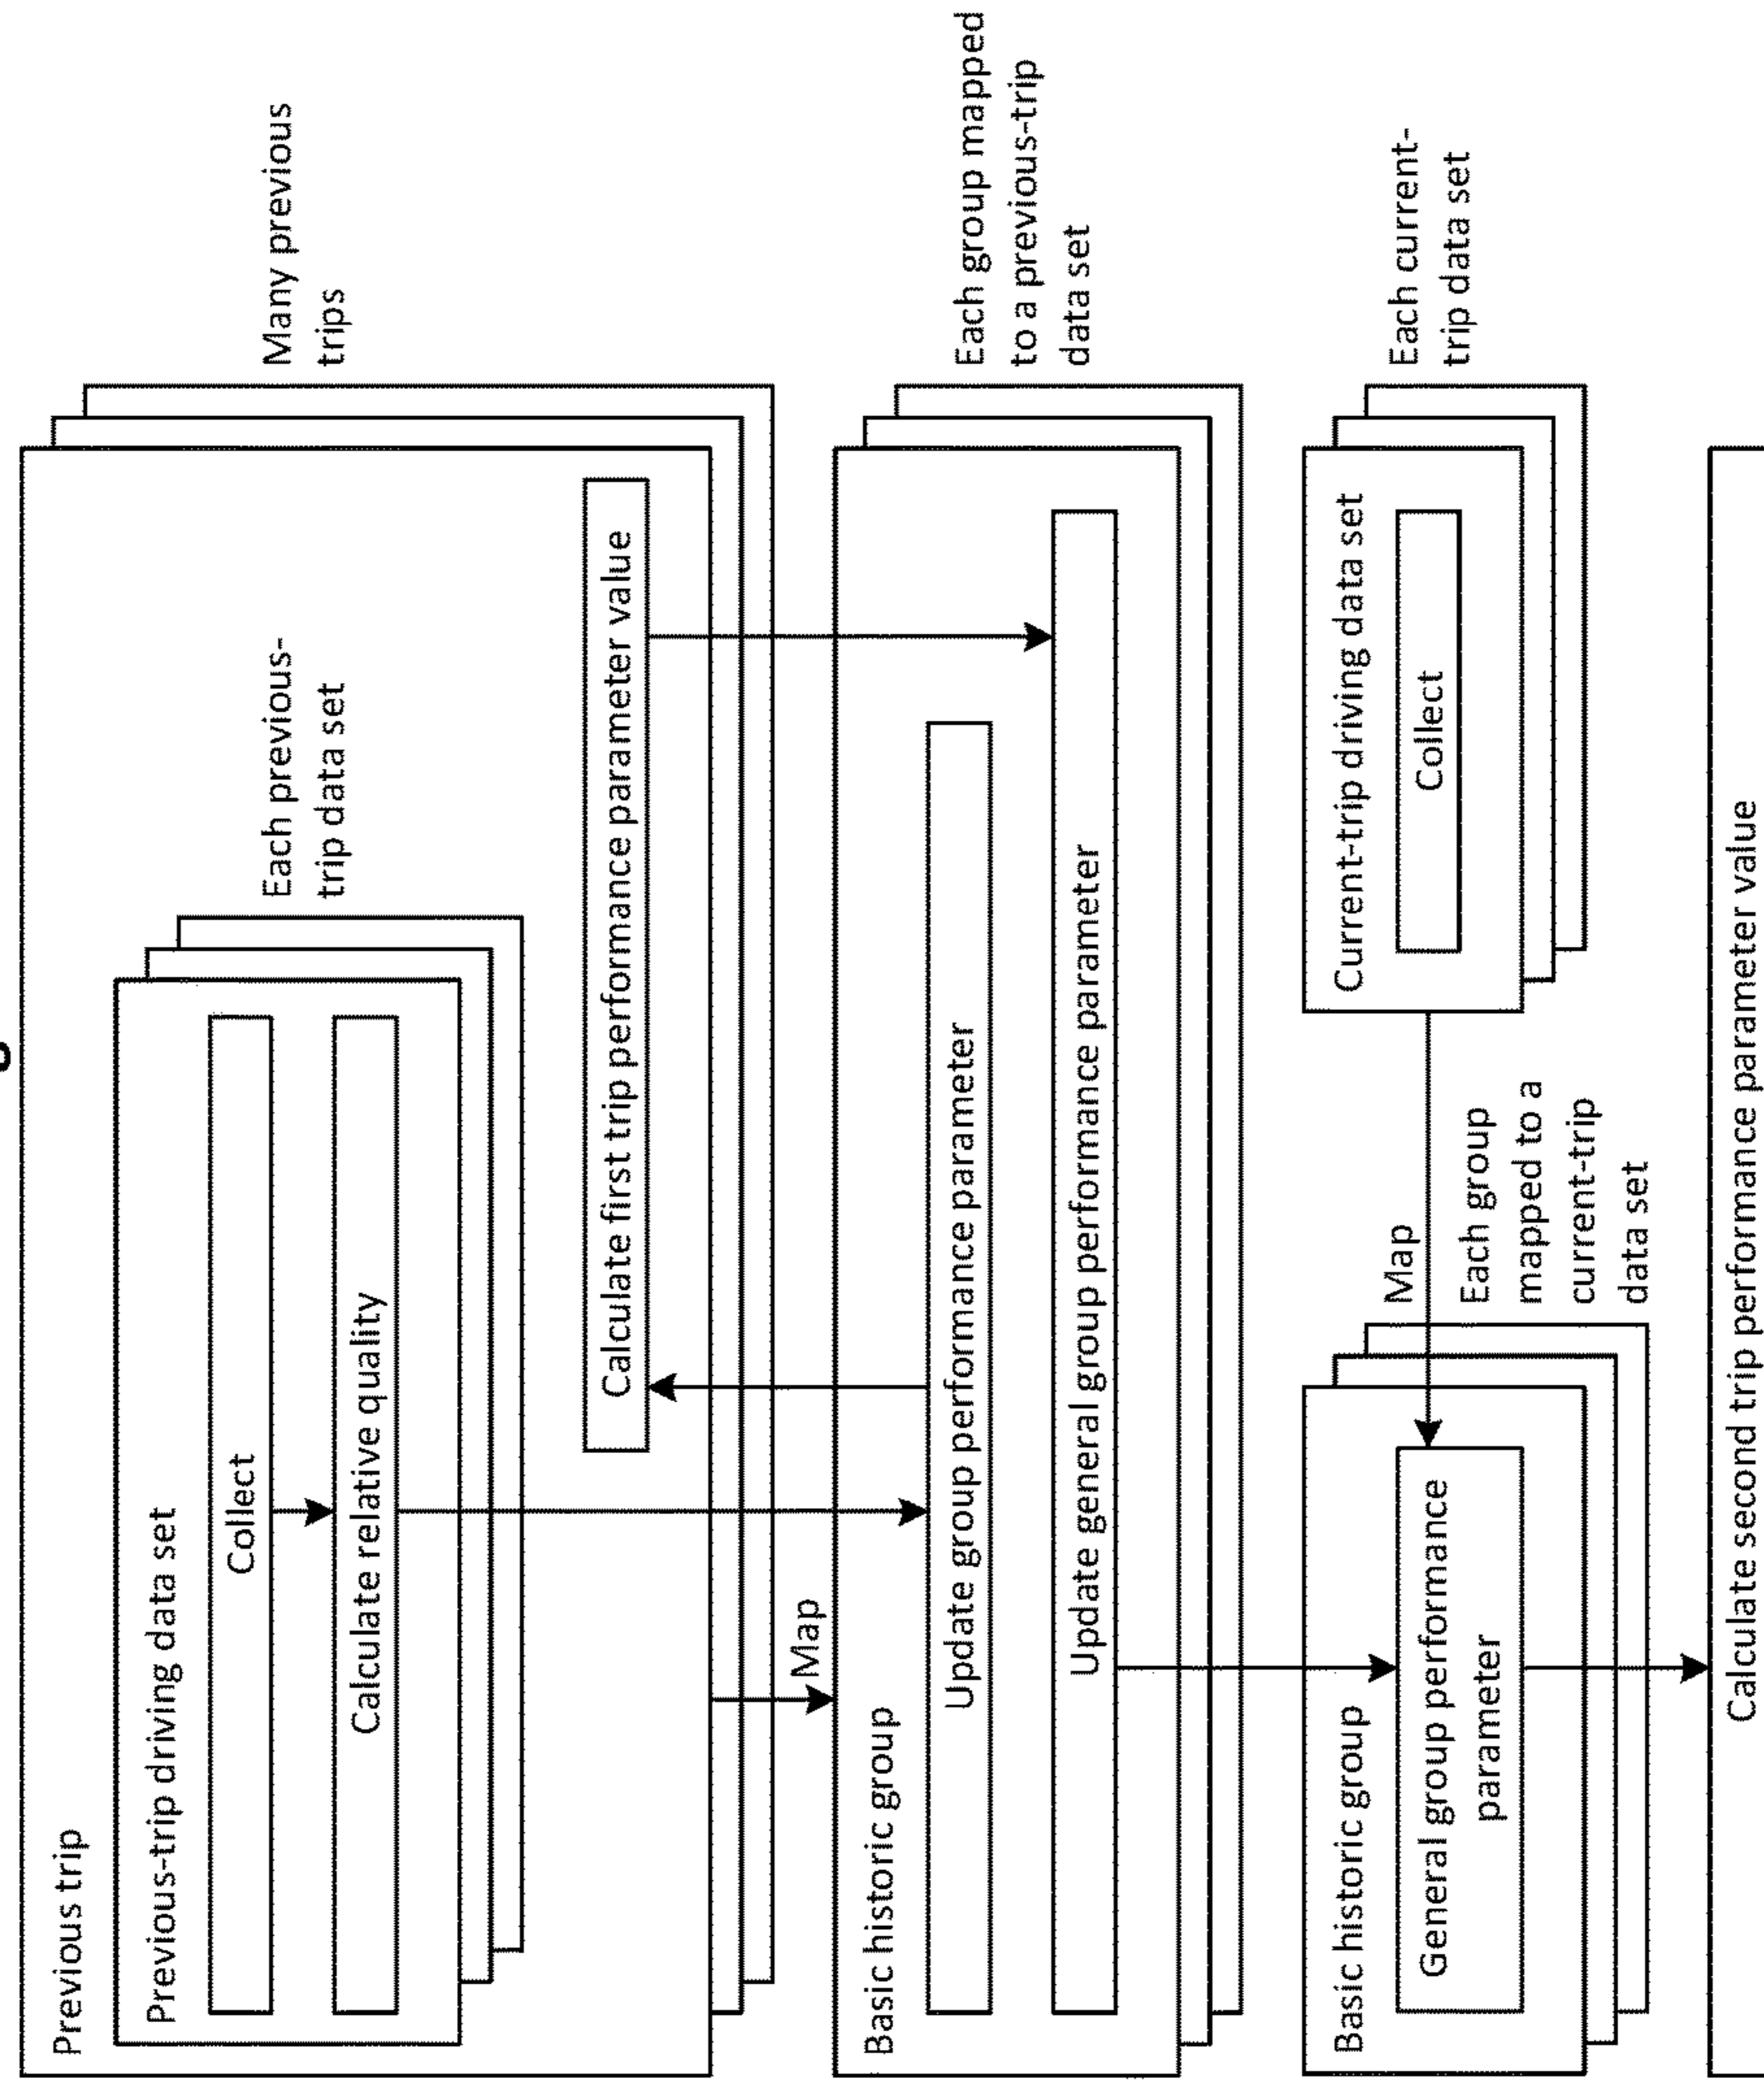 Previous trip
Previous-trip driving data set
Collect
Calculate relative quality
Each previous-
trip data set
Calculate first trip performance parameter value
Many previous
trips
Map
Basic historic group
Update group performance parameter
Update general group performance parameter
Each group mapped
to a previous-trip
data set
Basic historic group
General group performance
parameter
Map
Each group
mapped to a
current-trip
data set
Current-trip driving data set
Collect
Each current-
trip data set
Calculate second trip performance parameter value